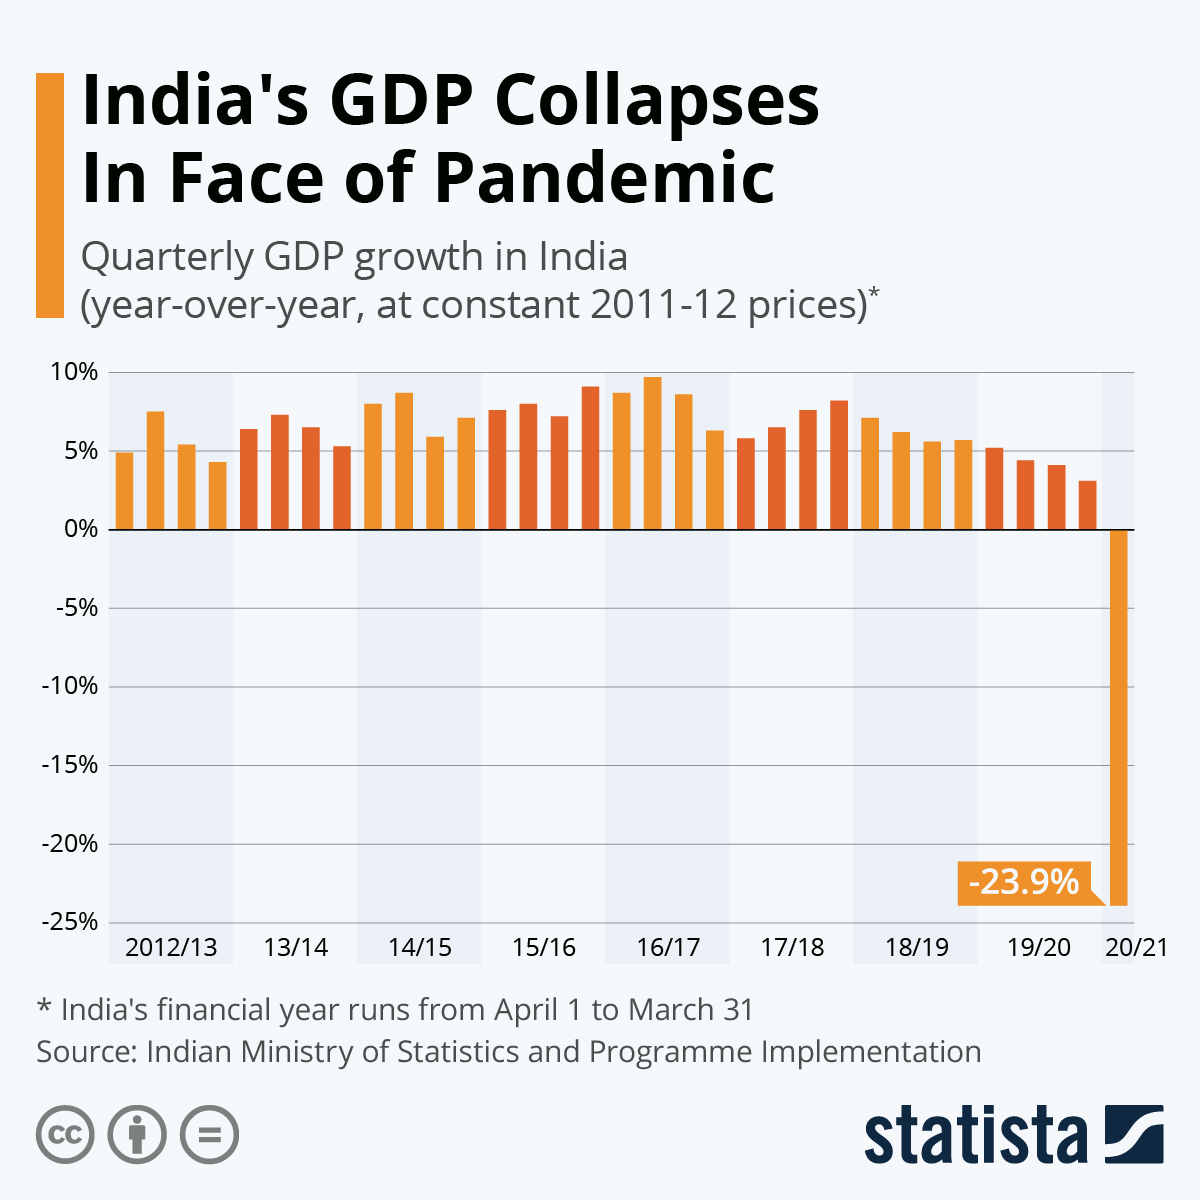 India's GDP Collapses
In Face of Pandemic
Quarterly GDP growth in India
(year-over-year, at constant 2011-12 prices)*
10%
5%
0%
-5%
-10%
-15%
-20%
-25%
-23.9%
2012/13 13/14 14/15 15/16 16/17 17/18 18/19 19/20 20/21
* India's financial year runs from April 1 to March 31
Source: Indian Ministry of Statistics and Programme Implementation
cc
statista